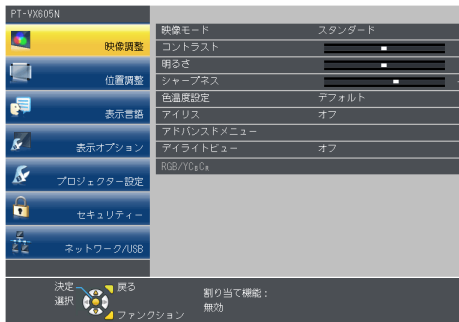 PT-VX605N
映像調整
位置調整
表示言語
表示オプション
プロジェクター設定
セキュリティー
ネットワーク/USB
映像モード スタンダード
コントラスト
明るさ
シャープネス
色温度設定 デフォルト
アイリス オフ
アドバンスドメニュー
デイライトビュー オフ
RGB/YCBCR
決定 戻る
選択
ファンクション
割り当て機能：
無効